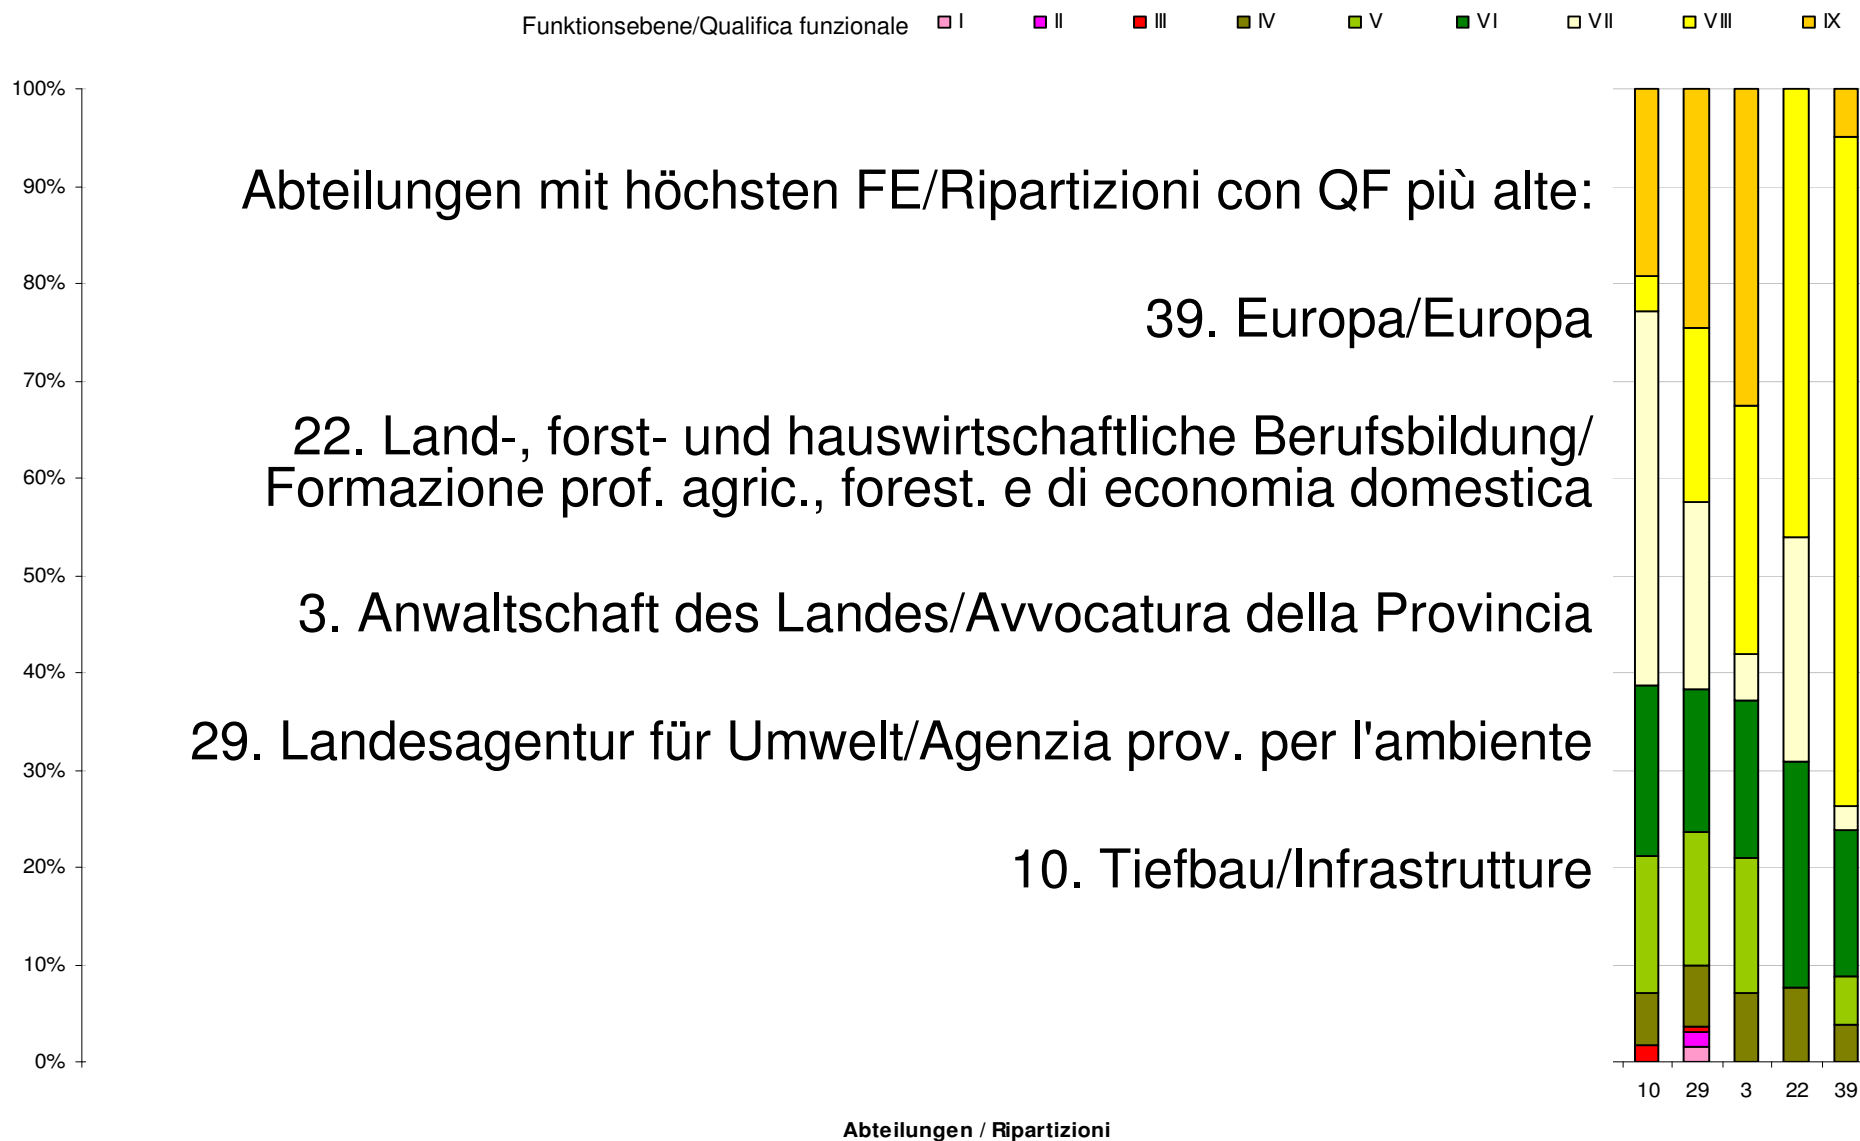 Funktionsebene/Qualifica funzionale I II III IV V VI VII VIII IX
100%
90%
80%
70%
60%
50%
40%
30%
20%
10%
0%
Abteilungen mit höchsten FE/Ripartizioni con QF più alte:
39. Europa/Europa
22. Land-, forst- und hauswirtschaftliche Berufsbildung/
Formazione prof. agric., forest. e di economia domestica
3. Anwaltschaft des Landes/Avvocatura della Provincia
29. Landesagentur für Umwelt/Agenzia prov. per l'ambiente
10. Tiefbau/Infrastrutture
10 29 3 22 39
Abteilungen / Ripartizioni